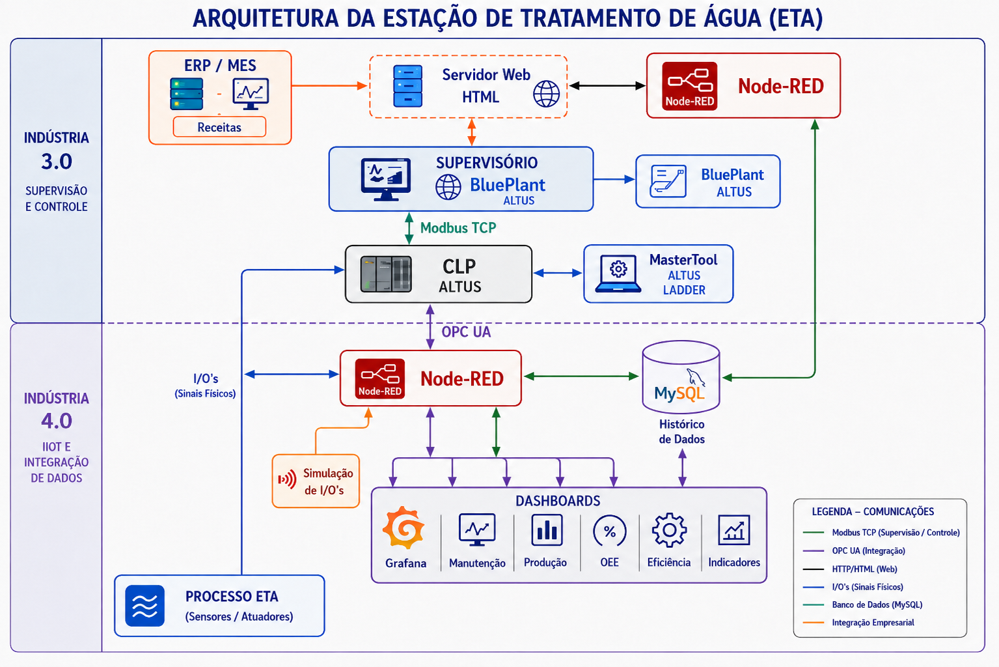 ARQUITETURA DA ESTAÇÃO DE TRATAMENTO DE ÁGUA (ETA)
INDÚSTRIA
3.0
SUPERVISÃO
E CONTROLE
ERP / MES
Receitas
Servidor Web
HTML
Node-RED
Node-RED
SUPERVISÓRIO
BluePlant
ALTUS
BluePlant
ALTUS
Modbus TCP
CLP
ALTUS
MasterTool
ALTUS
LADDER
OPC UA
INDÚSTRIA
4.0
IIOT E
INTEGRAÇÃO
DE DADOS
I/O's
(Sinais Físicos)
Node-RED
Node-RED
MySQL
Histórico
de Dados
Simulação
de I/O's
DASHBOARDS
Grafana
Manutenção
Produção
%
OEE
Eficiência
Indicadores
PROCESSO ETA
(Sensores / Atuadores)
LEGENDA – COMUNICAÇÕES
Modbus TCP (Supervisão / Controle)
OPC UA (Integração)
HTTP/HTML (Web)
I/O's (Sinais Físicos)
Banco de Dados (MySQL)
Integração Empresarial